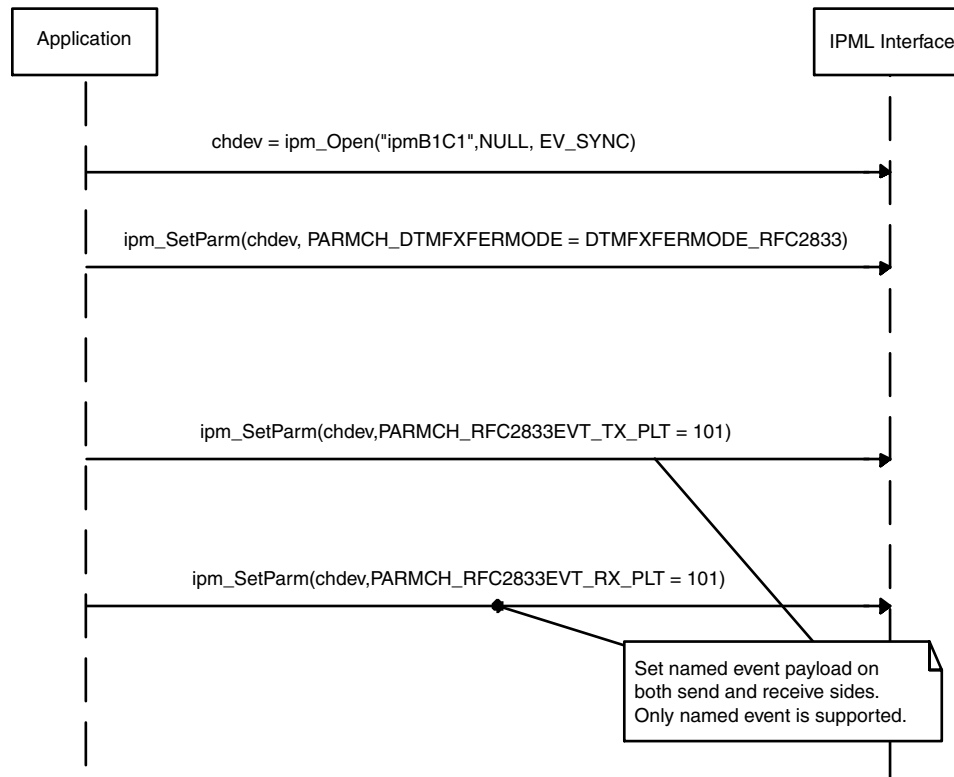 Application
IPML Interface
chdev = ipm_Open("ipmB1C1",NULL, EV_SYNC)
ipm_SetParm(chdev, PARMCH_DTMFXFERMODE = DTMFXFERMODE_RFC2833)
ipm_SetParm(chdev,PARMCH_RFC2833EVT_TX_PLT = 101)
ipm_SetParm(chdev,PARMCH_RFC2833EVT_RX_PLT = 101)
Set named event payload on
both send and receive sides.
Only named event is supported.